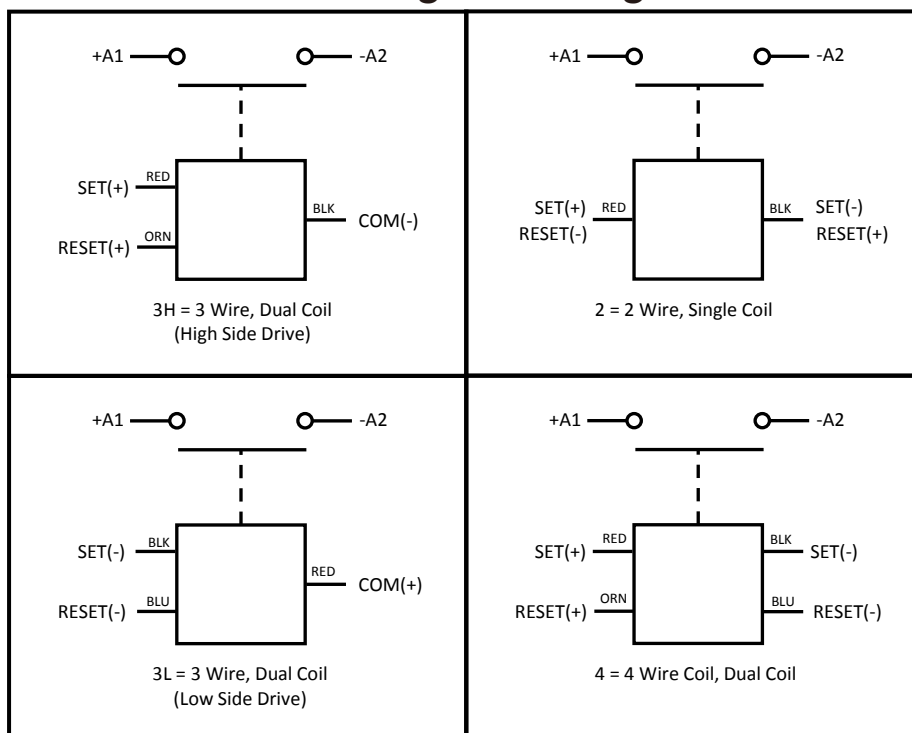 +A1 -A2
RED
SET(+)
BLK
COM(-)
ORN
RESET(+)
3H = 3 Wire, Dual Coil
(High Side Drive)
+A1 -A2
SET(+) RED BLK SET(-)
RESET(-) RESET(+)
2 = 2 Wire, Single Coil
+A1 -A2
SET(-) BLK
RED COM(+)
RESET(-) BLU
3L = 3 Wire, Dual Coil
(Low Side Drive)
+A1 -A2
SET(+) RED BLK SET(-)
RESET(+) ORN BLU RESET(-)
4 = 4 Wire Coil, Dual Coil